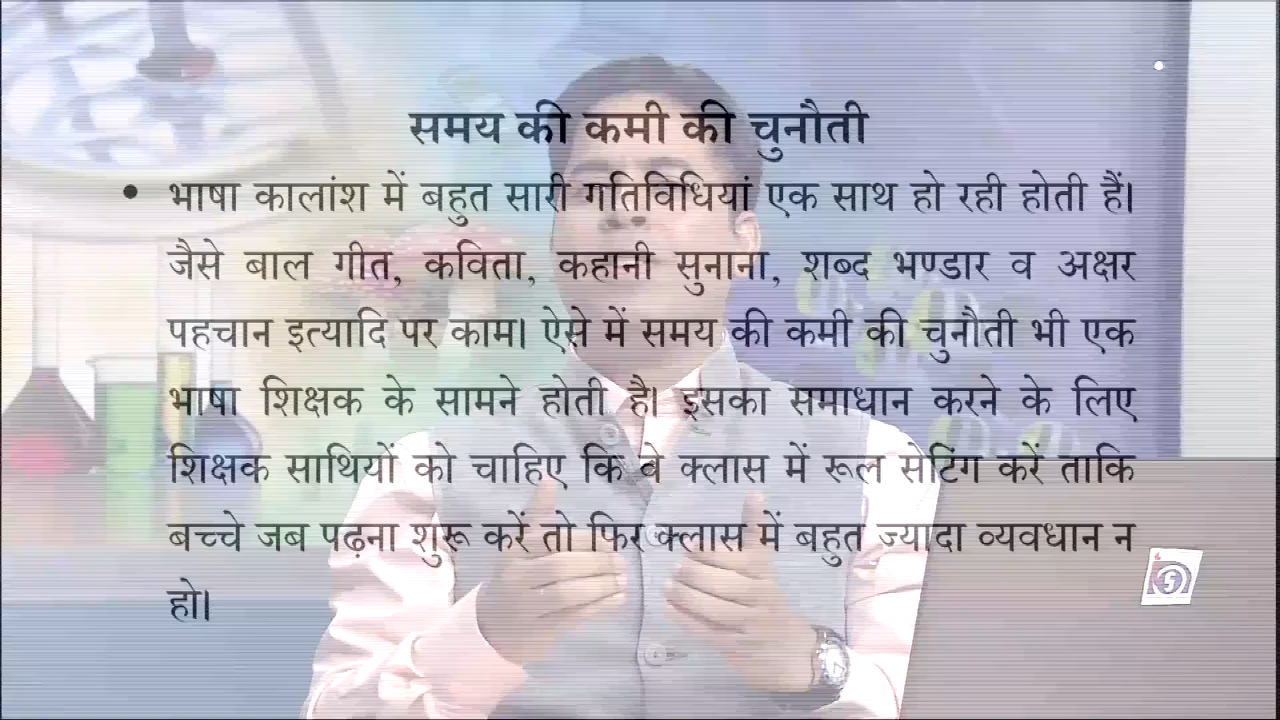 समय की कमी की चुनौती
• भाषा कालांश में बहुत सारी गतिविधियां एक साथ हो रही होती हैं।
जैसे बाल गीत, कविता, कहानी सुनाना, शब्द भण्डार व अक्षर
पहचान इत्यादि पर काम। ऐसे में समय की कमी की चुनौती भी एक
भाषा शिक्षक के सामने होती है। इसका समाधान करने के लिए
शिक्षक साथियों को चाहिए कि वे क्लास में रूल सेटिंग करें ताकि
बच्चे जब पढ़ना शुरू करें तो फिर क्लास में बहुत ज्यादा व्यवधान न
हो।